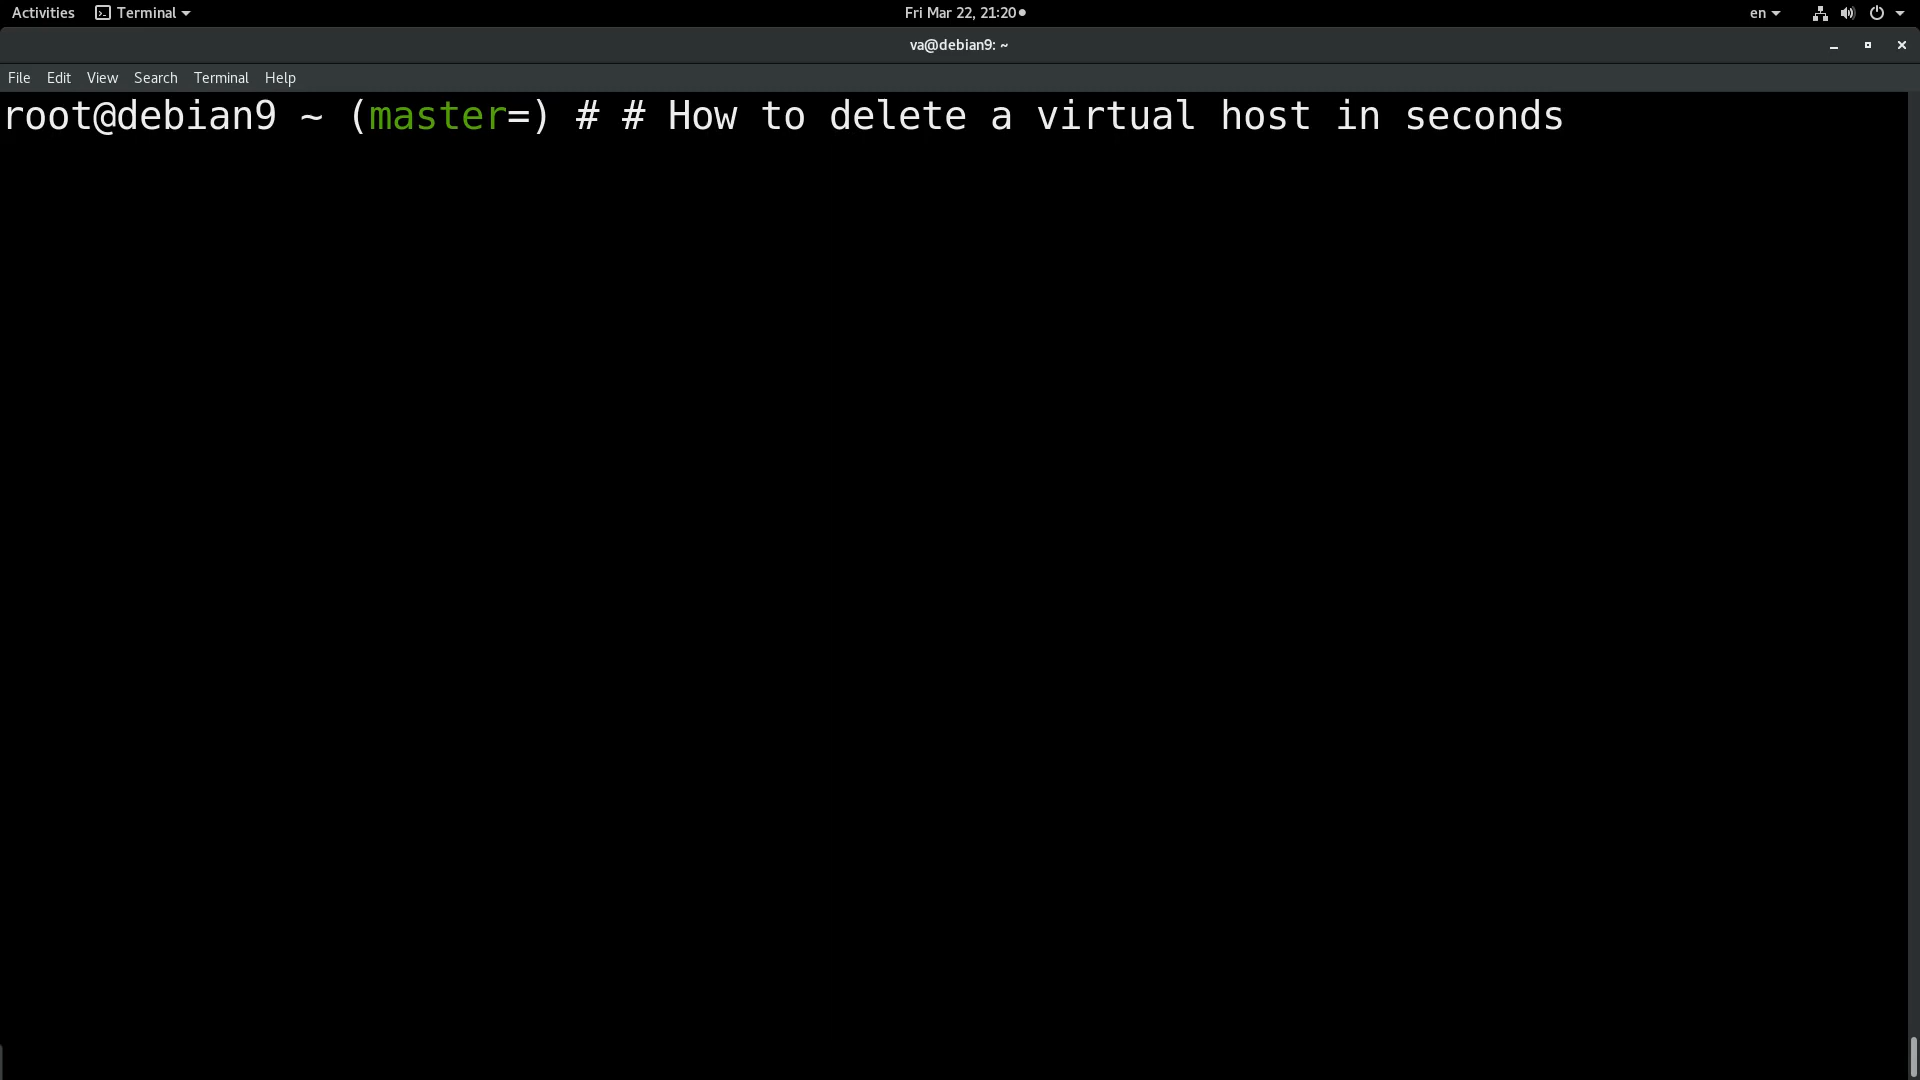 Activities Terminal Fri Mar 22, 21:20 en
va@debian9: ~
File Edit View Search Terminal Help
root@debian9 ~ (master=) # # How to delete a virtual host in seconds